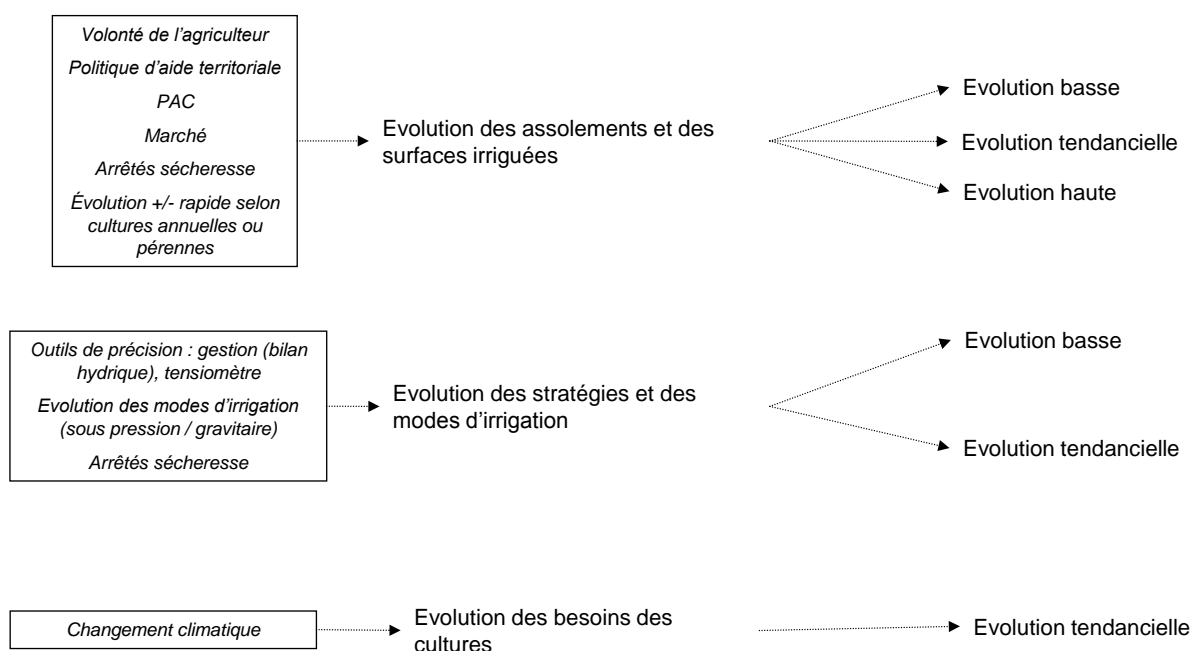 Volonté de l'agriculteur
Politique d'aide territoriale
PAC
Marché
Arrêtés sécheresse
Évolution +/- rapide selon
cultures annuelles ou
pérennes
Evolution des assolements et des
surfaces irriguées
Evolution basse
Evolution tendancielle
Evolution haute
Outils de précision : gestion (bilan
hydrique), tensiomètre
Evolution des modes d'irrigation
(sous pression / gravitaire)
Arrêtés sécheresse
Evolution des stratégies et des
modes d'irrigation
Evolution basse
Evolution tendancielle
Changement climatique
Evolution des besoins des
cultures
Evolution tendancielle